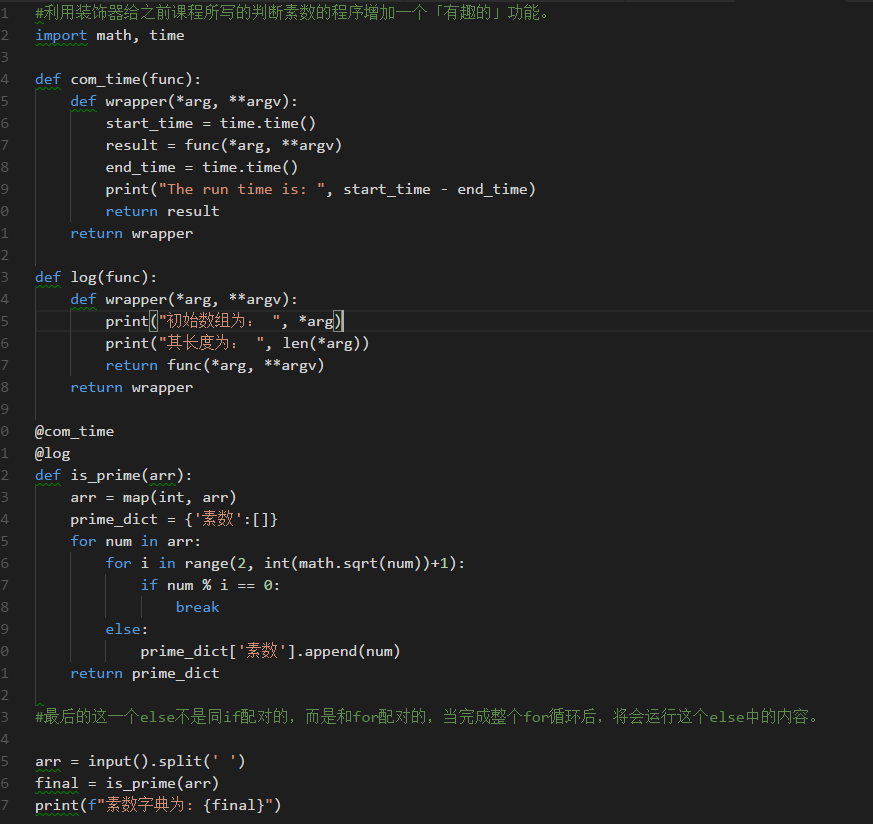 1 #利用装饰器给之前课程所写的判断素数的程序增加一个「有趣的」功能。
2 import math, time
3
4 def com_time(func):
5     def wrapper(*arg, **argv):
6         start_time = time.time()
7         result = func(*arg, **argv)
8         end_time = time.time()
9         print("The run time is: ", start_time - end_time)
0         return result
1     return wrapper
2
3 def log(func):
4     def wrapper(*arg, **argv):
5         print("初始数组为: ", *arg)
6         print("其长度为: ", len(*arg))
7         return func(*arg, **argv)
8     return wrapper
9
0 @com_time
1 @log
2 def is_prime(arr):
3     arr = map(int, arr)
4     prime_dict = {'素数':[]}
5     for num in arr:
6         for i in range(2, int(math.sqrt(num))+1):
7             if num % i == 0:
8                 break
9         else:
0             prime_dict['素数'].append(num)
1     return prime_dict
2
3 #最后的这一个else不是同if配对的，而是和for配对的，当完成整个for循环后，将会运行这个else中的内容。
4
5 arr = input().split(' ')
6 final = is_prime(arr)
7 print(f"素数字典为: {final}")